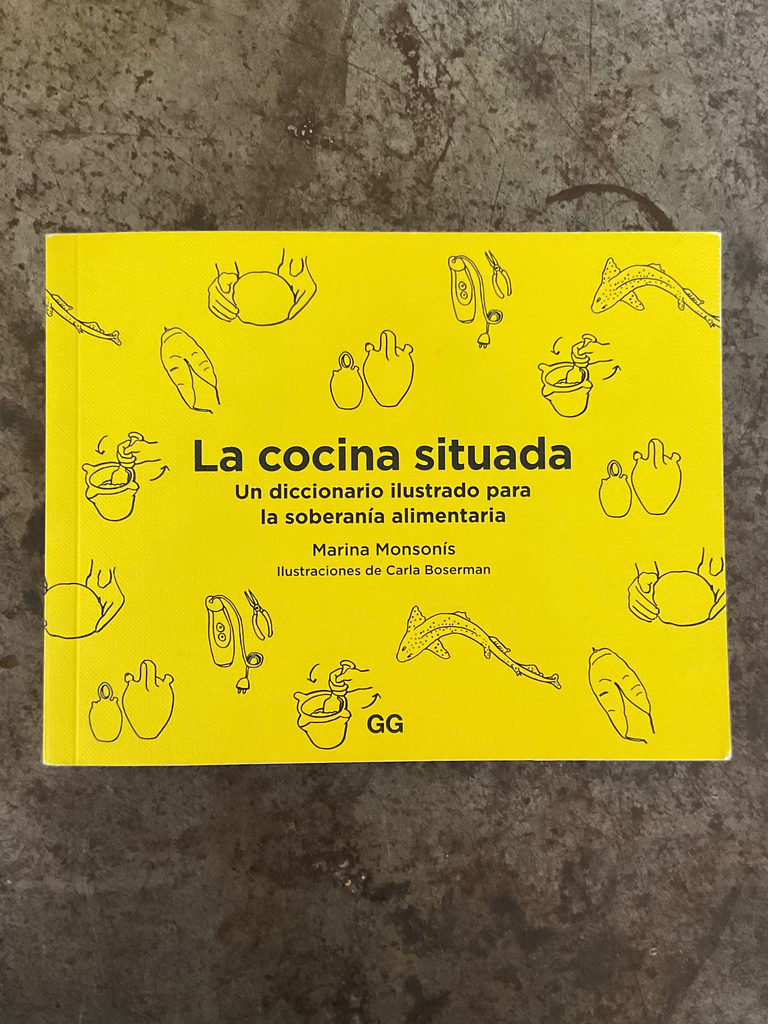 La cocina situada
Un diccionario ilustrado para
la soberanía alimentaria
Marina Monsonís
Ilustraciones de Carla Boserman
GG